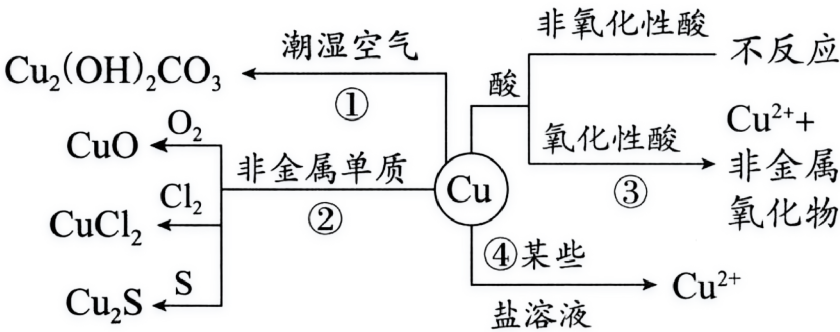 Cu₂(OH)₂CO₃
潮湿空气
①
CuO
O₂
CuCl₂
Cl₂
Cu₂S
S
非金属单质
②
Cu
酸
非氧化性酸
不反应
氧化性酸
③
Cu²⁺+
非金属
氧化物
④某些
盐溶液
Cu²⁺